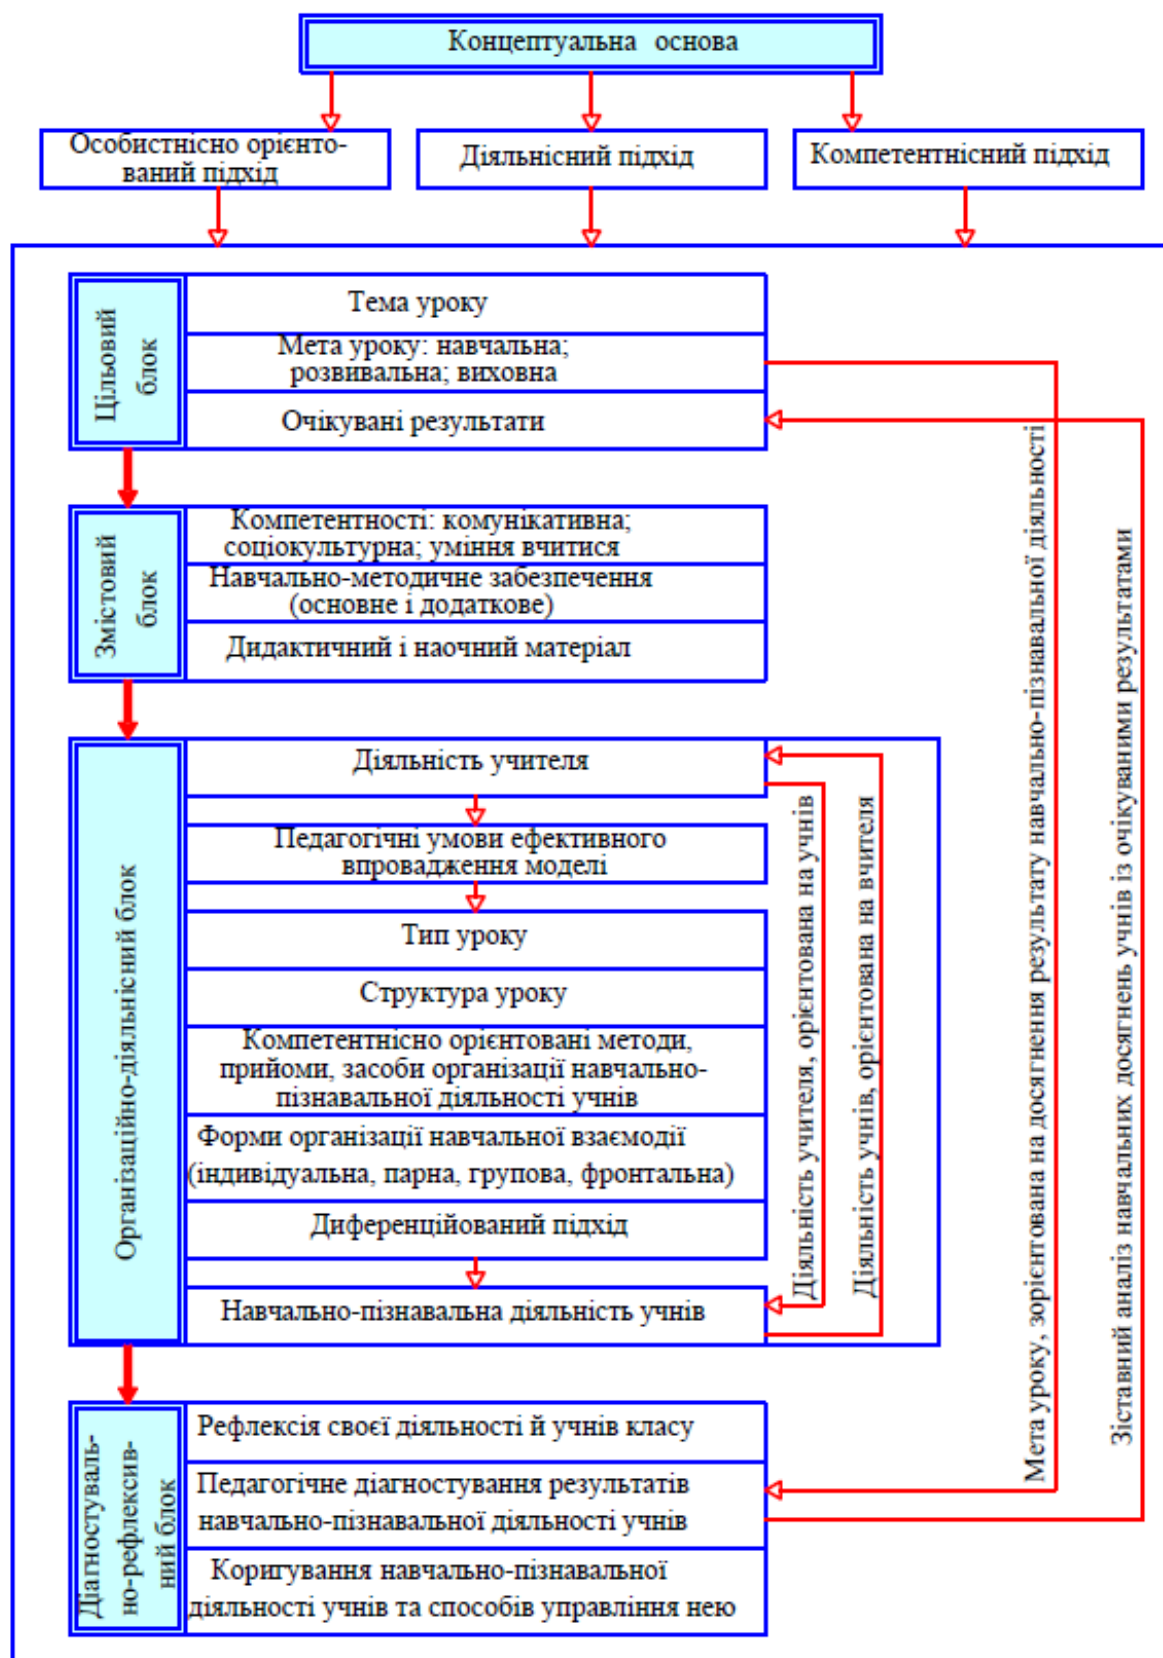 Концептуальна основа
Особистнісно орієнто-
ваний підхід
Діяльнісний підхід
Компетентнісний підхід
Цільовий
блок
Тема уроку
Мета уроку: навчальна;
розвивальна; виховна
Очікувані результати
Змістовий
блок
Компетентності: комунікативна;
соціокультурна; уміння вчитися
Навчально-методичне забезпечення
(основне і додаткове)
Дидактичний і наочний матеріал
Організаційно-діяльнісний блок
Діяльність учителя
Педагогічні умови ефективного
впровадження моделі
Тип уроку
Структура уроку
Компетентнісно орієнтовані методи,
прийоми, засоби організації навчально-
пізнавальної діяльності учнів
Форми організації навчальної взаємодії
(індивідуальна, парна, групова, фронтальна)
Диференційований підхід
Навчально-пізнавальна діяльність учнів
Діяльність учителя, орієнтована на учнів
Діяльність учнів, орієнтована на вчителя
Мета уроку, зорієнтована на досягнення результату навчально-пізнавальної діяльності
Зіставний аналіз навчальних досягнень учнів із очікуваними результатами
Діагностуваль-
но-рефлексив-
ний блок
Рефлексія своєї діяльності й учнів класу
Педагогічне діагностування результатів
навчально-пізнавальної діяльності учнів
Коригування навчально-пізнавальної
діяльності учнів та способів управління нею